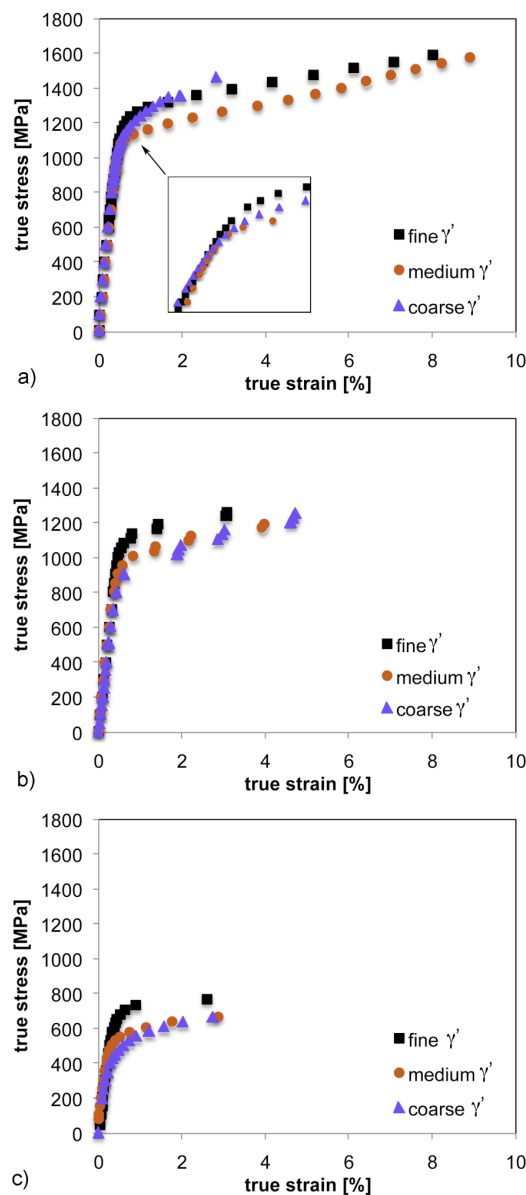 1800
1600
1400
1200
1000
800
600
400
200
0
true stress [MPa]
fine γ'
medium γ'
coarse γ'
0 2 4 6 8 10
true strain [%]
a)
1800
1600
1400
1200
1000
800
600
400
200
0
true stress [MPa]
fine γ'
medium γ'
coarse γ'
0 2 4 6 8 10
true strain [%]
b)
1800
1600
1400
1200
1000
800
600
400
200
0
true stress [MPa]
fine γ'
medium γ'
coarse γ'
0 2 4 6 8 10
true strain [%]
c)